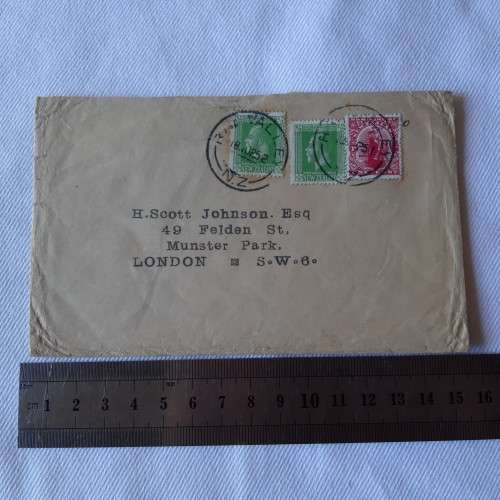 N.Z.
H.Scott Johnson. Esq
49 Felden St.
Munster Park.
LONDON S.W.6.
cm 1 2 3 4 5 6 7 8 9 10 11 12 13 14 15 16